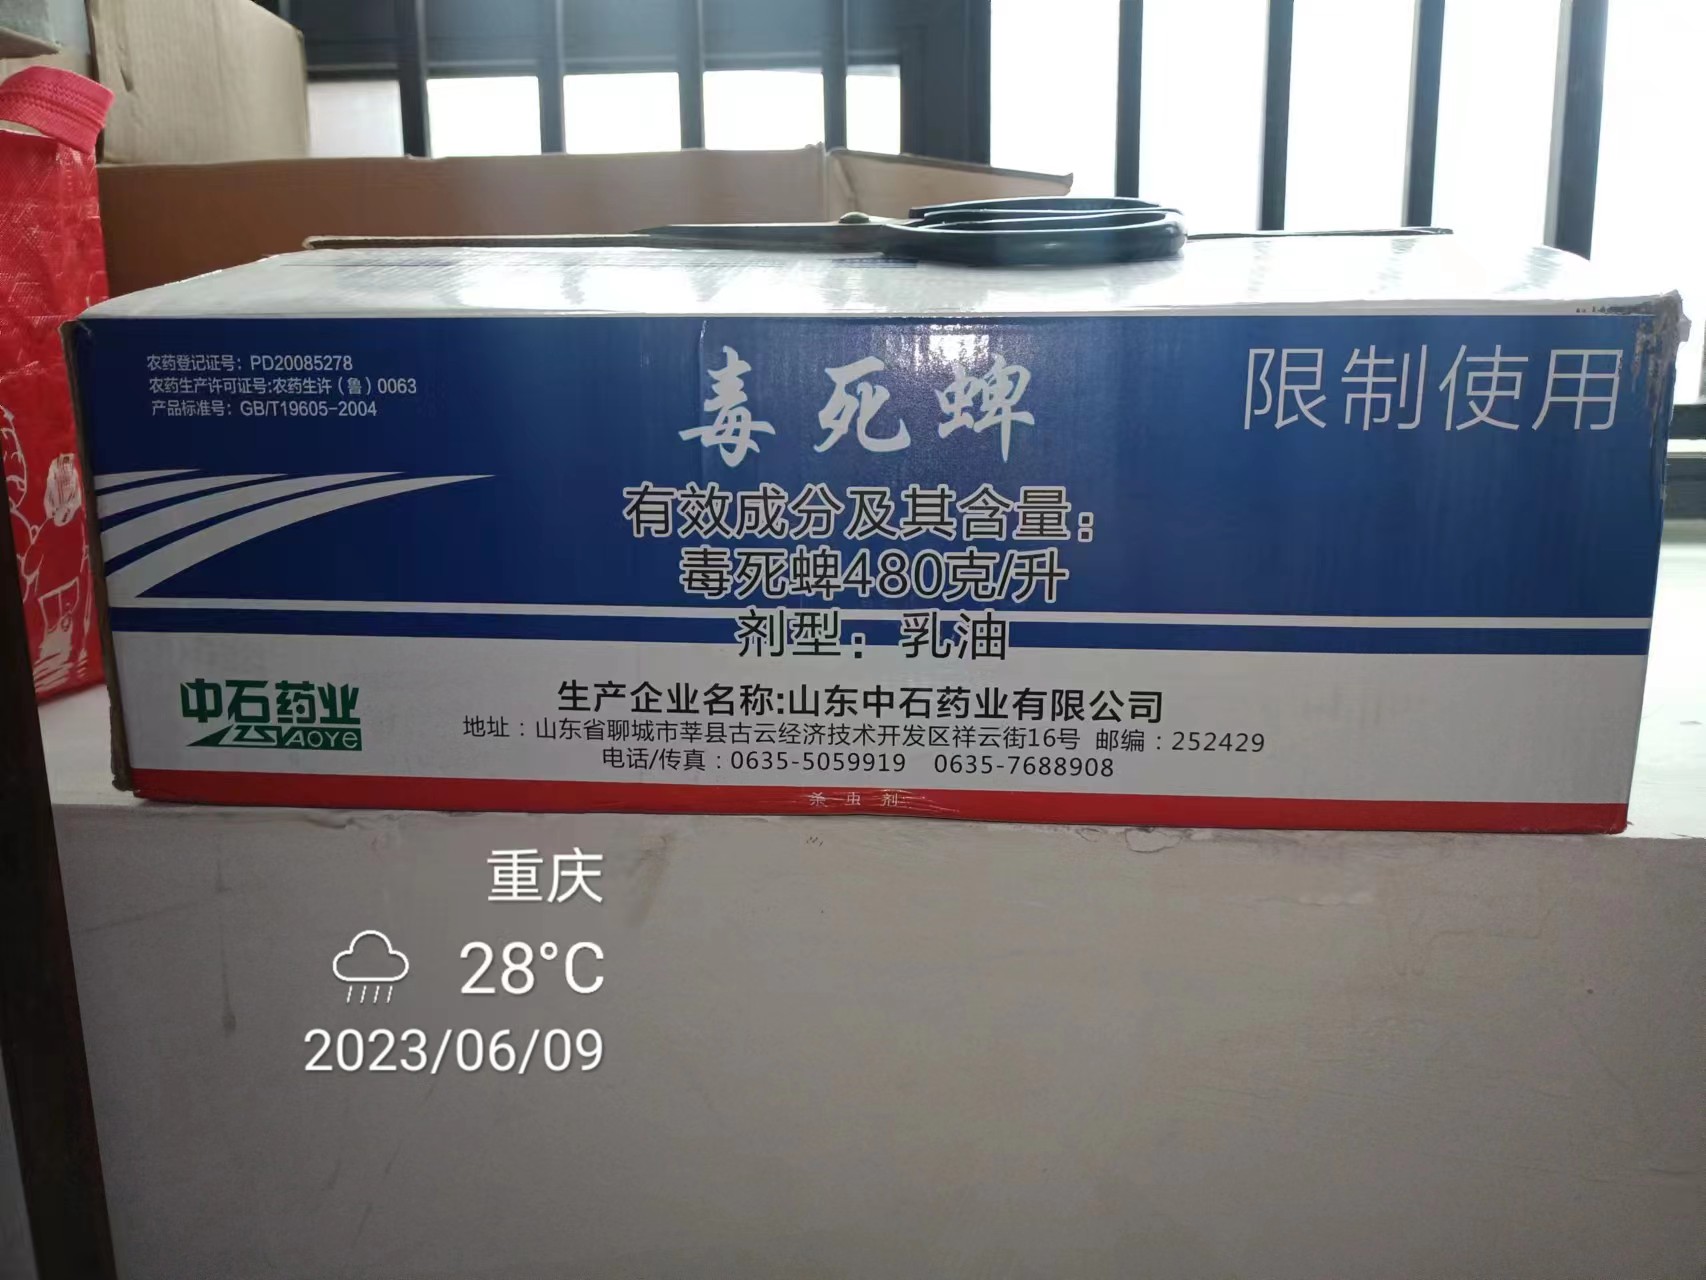 农药登记证号：PD20085278
农药生产许可证号:农药生许（鲁）0063
产品标准号：GB/T19605-2004
毒死蜱
限制使用
有效成分及其含量：
毒死蜱480克/升
剂型：乳油
中石药业
YAOYE
生产企业名称:山东中石药业有限公司
地址：山东省聊城市莘县古云经济技术开发区祥云街16号 邮编：252429
电话/传真：0635-5059919 0635-7688908
杀虫剂
重庆
28°C
2023/06/09